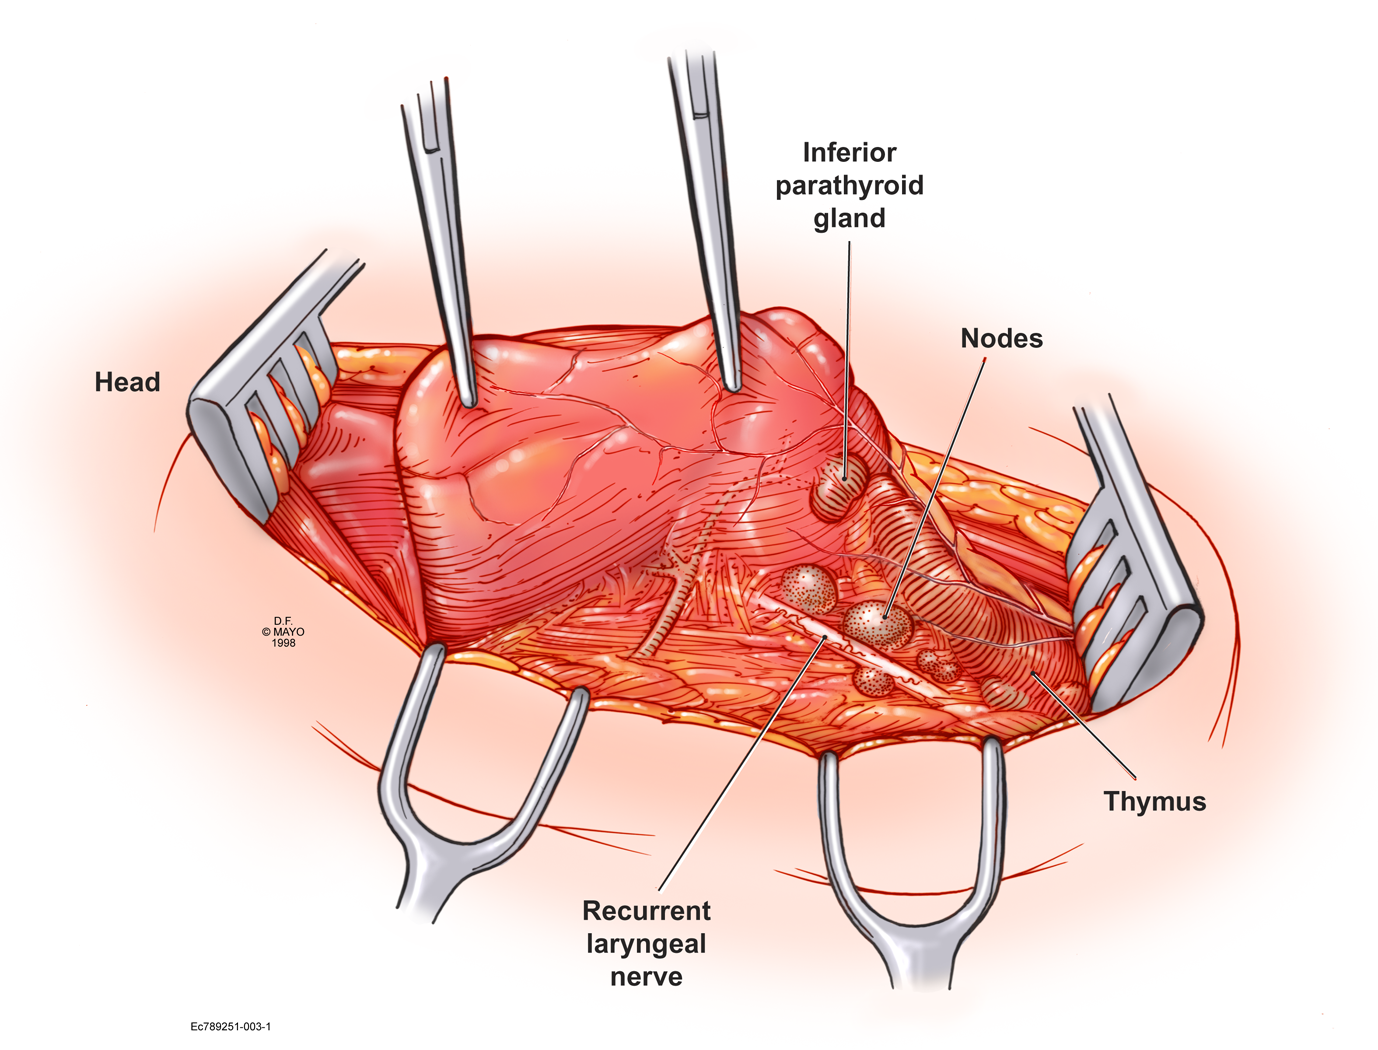 Inferior
parathyroid
gland
Nodes
Head
D.F.
© MAYO
1998
Thymus
Recurrent
laryngeal
nerve
Ec789251-003-1